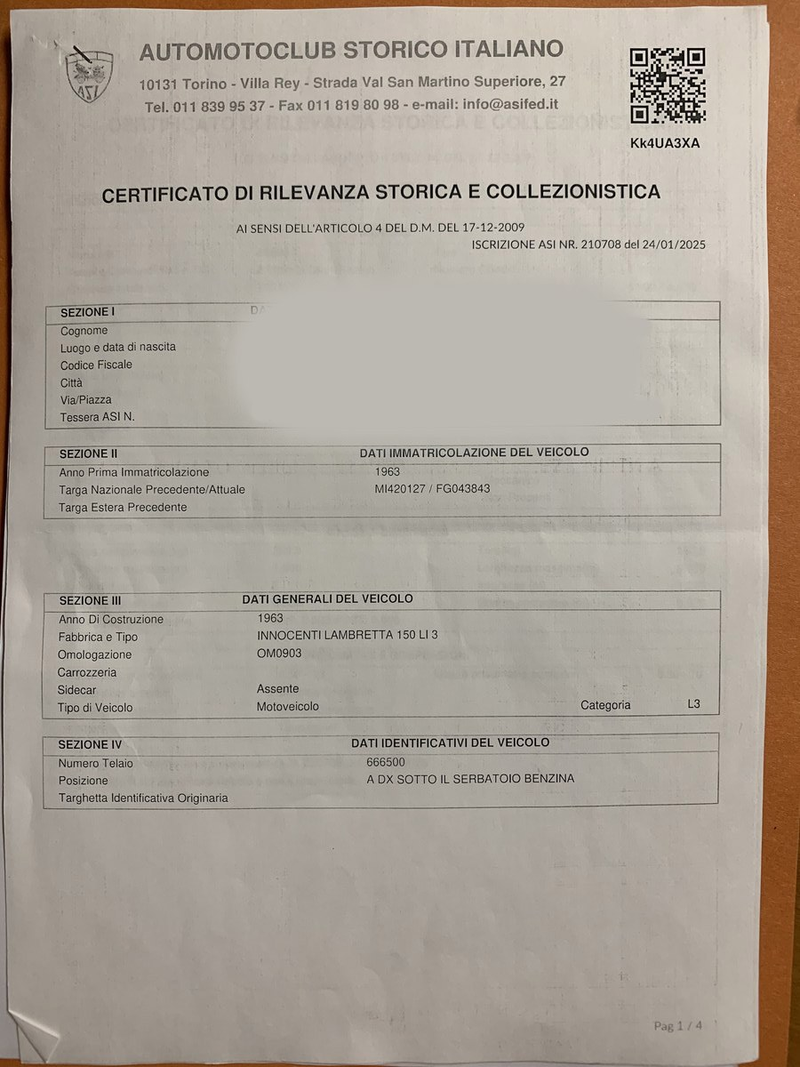 AUTOMOTOCLUB STORICO ITALIANO
10131 Torino - Villa Rey - Strada Val San Martino Superiore, 27
Tel. 011 839 95 37 - Fax 011 819 80 98 - e-mail: info@asifed.it
ASI
Kk4UA3XA
CERTIFICATO DI RILEVANZA STORICA E COLLEZIONISTICA
AI SENSI DELL'ARTICOLO 4 DEL D.M. DEL 17-12-2009
ISCRIZIONE ASI NR. 210708 del 24/01/2025
SEZIONE I
Cognome
Luogo e data di nascita
Codice Fiscale
Città
Via/Piazza
Tessera ASI N.
SEZIONE II DATI IMMATRICOLAZIONE DEL VEICOLO
Anno Prima Immatricolazione 1963
Targa Nazionale Precedente/Attuale MI420127 / FG043843
Targa Estera Precedente
SEZIONE III DATI GENERALI DEL VEICOLO
Anno Di Costruzione 1963
Fabbrica e Tipo INNOCENTI LAMBRETTA 150 LI 3
Omologazione OM0903
Carrozzeria
Sidecar Assente
Tipo di Veicolo Motoveicolo Categoria L3
SEZIONE IV DATI IDENTIFICATIVI DEL VEICOLO
Numero Telaio 666500
Posizione A DX SOTTO IL SERBATOIO BENZINA
Targhetta Identificativa Originaria
Pag 1 / 4